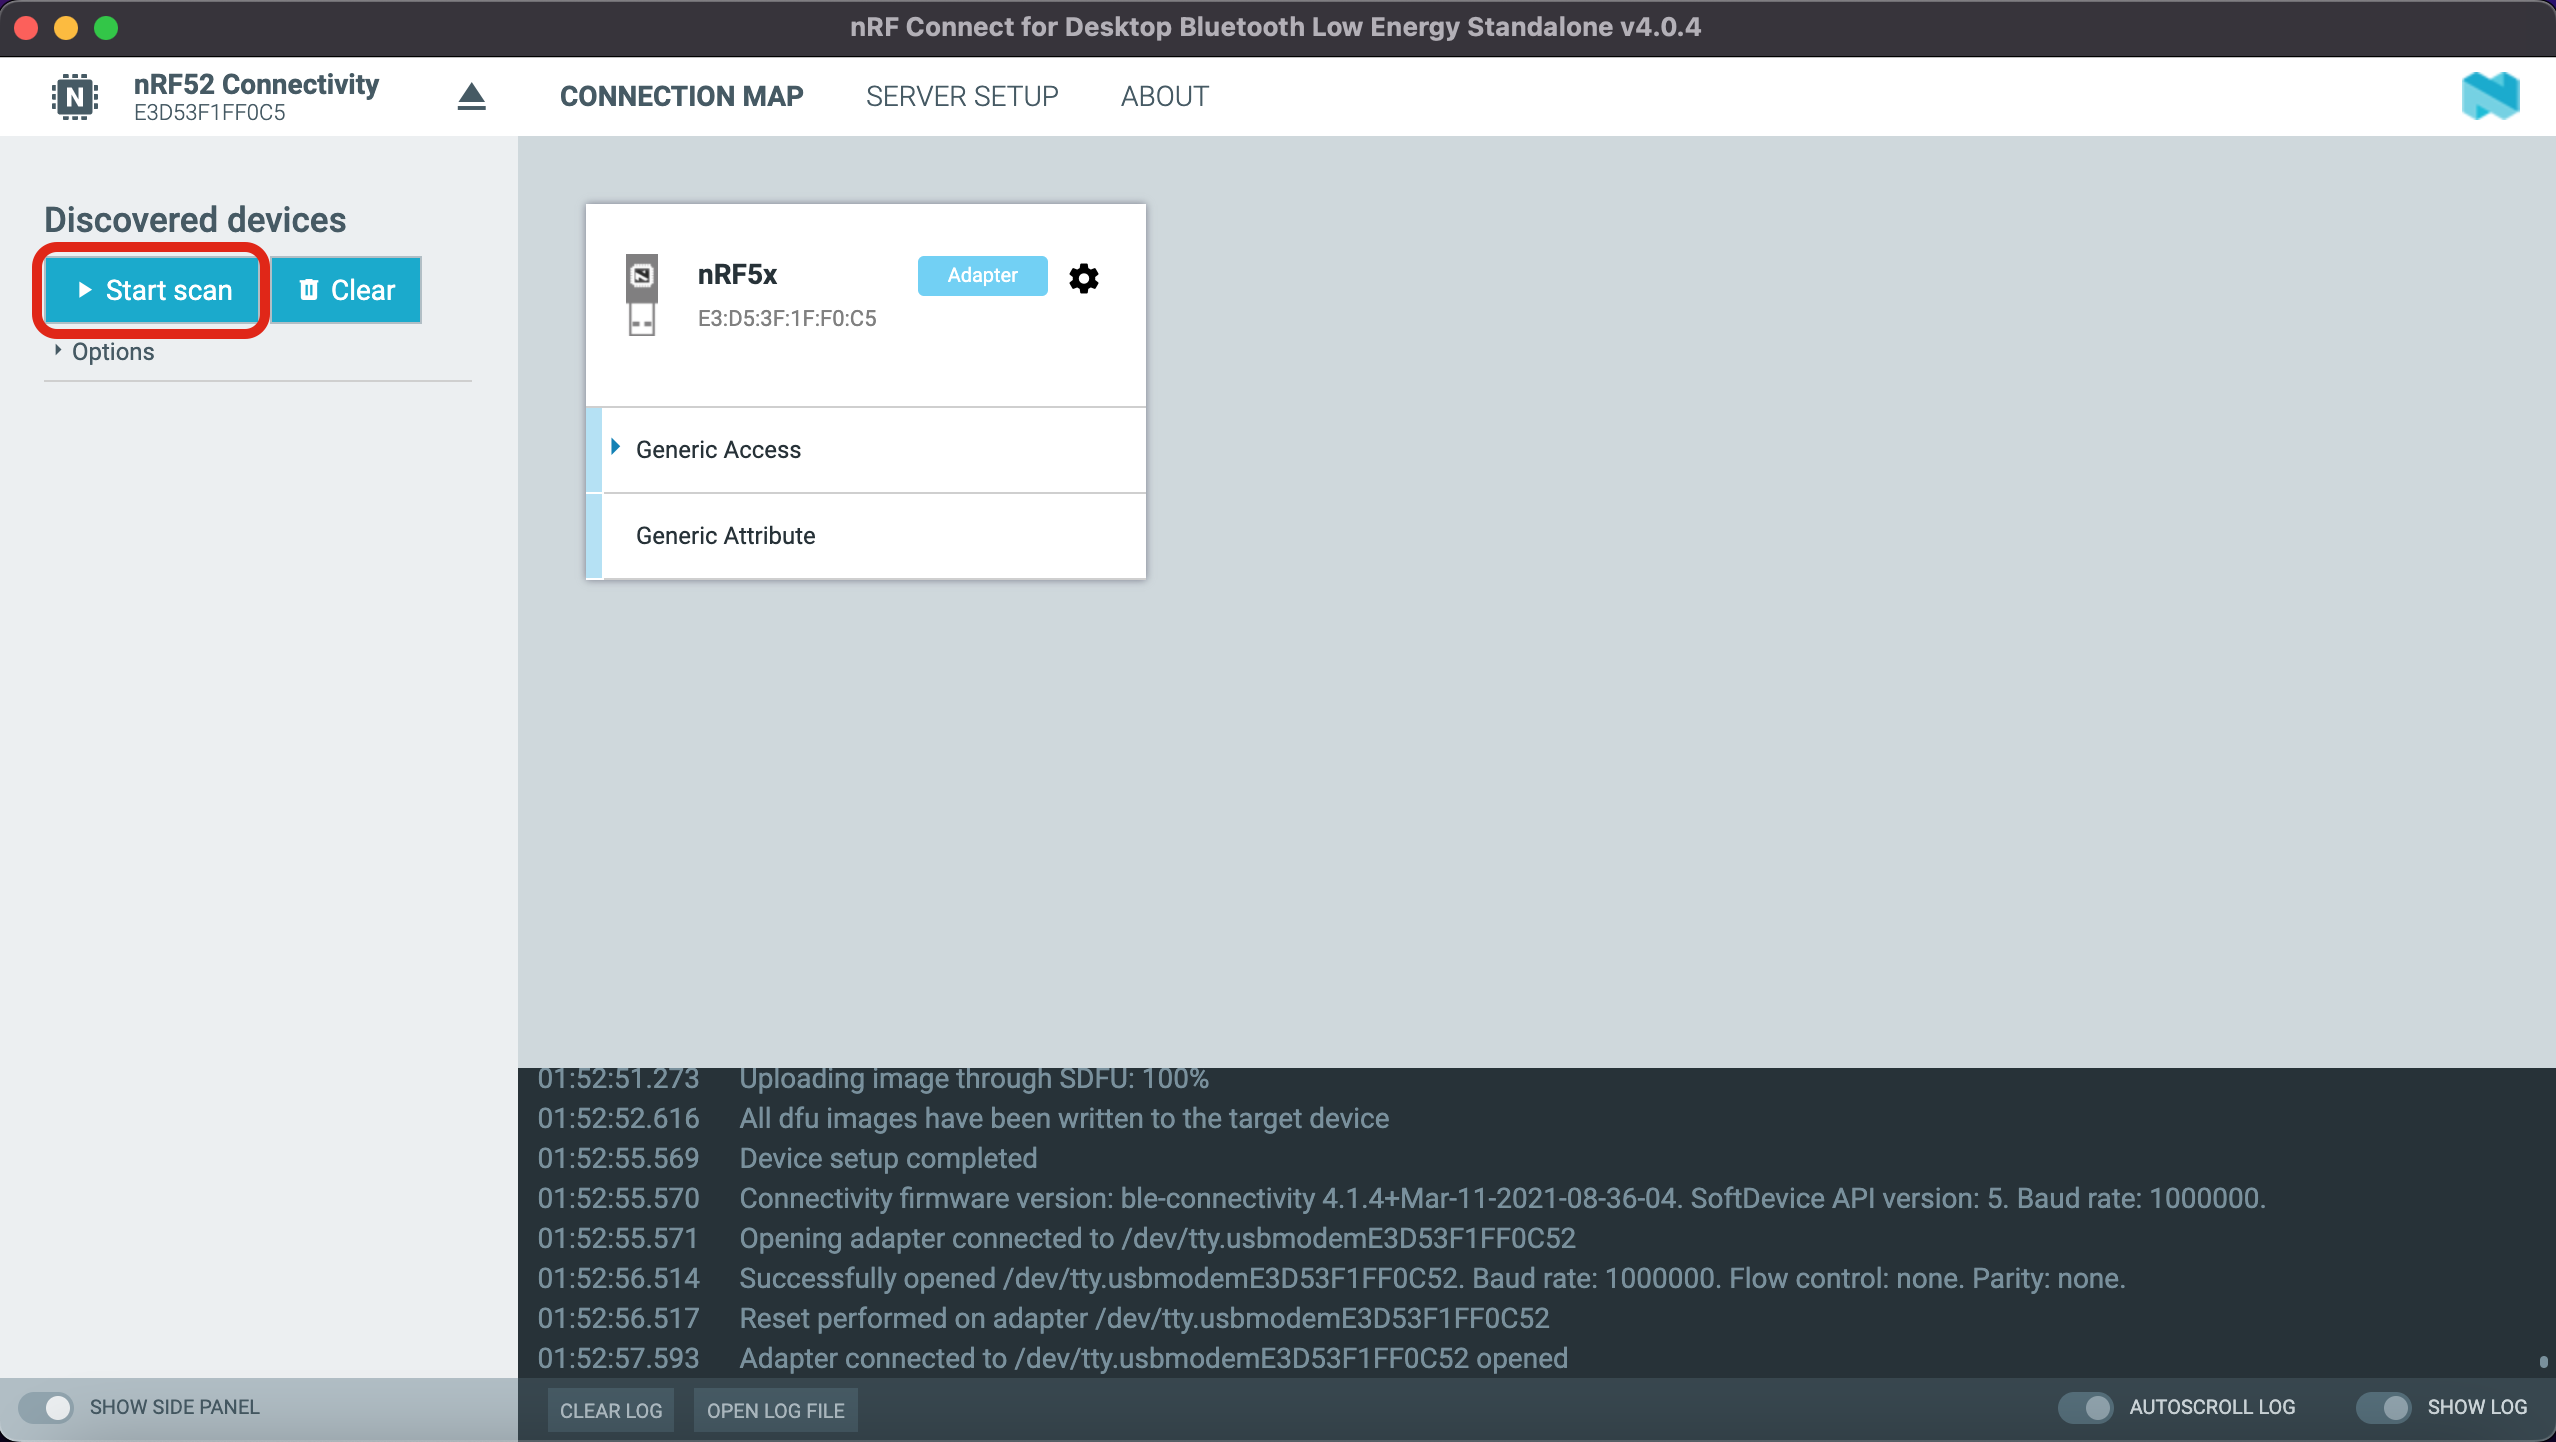 nRF Connect for Desktop Bluetooth Low Energy Standalone v4.0.4
nRF52 Connectivity
E3D53F1FF0C5
CONNECTION MAP
SERVER SETUP
ABOUT
Discovered devices
Start scan
Clear
Options
nRF5x
Adapter
E3:D5:3F:1F:F0:C5
Generic Access
Generic Attribute
01:52:51.273 Uploading image through SDFU: 100%
01:52:52.616 All dfu images have been written to the target device
01:52:55.569 Device setup completed
01:52:55.570 Connectivity firmware version: ble-connectivity 4.1.4+Mar-11-2021-08-36-04. SoftDevice API version: 5. Baud rate: 1000000.
01:52:55.571 Opening adapter connected to /dev/tty.usbmodemE3D53F1FF0C52
01:52:56.514 Successfully opened /dev/tty.usbmodemE3D53F1FF0C52. Baud rate: 1000000. Flow control: none. Parity: none.
01:52:56.517 Reset performed on adapter /dev/tty.usbmodemE3D53F1FF0C52
01:52:57.593 Adapter connected to /dev/tty.usbmodemE3D53F1FF0C52 opened
SHOW SIDE PANEL
CLEAR LOG
OPEN LOG FILE
AUTOSCROLL LOG
SHOW LOG